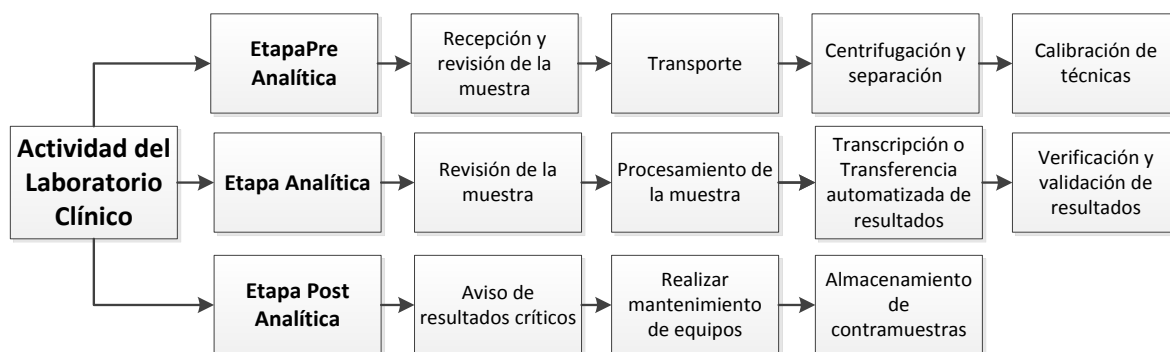 Actividad del
Laboratorio
Clínico
EtapaPre
Analítica
Recepción y
revisión de la
muestra
Transporte
Centrifugación y
separación
Calibración de
técnicas
Etapa Analítica
Revisión de la
muestra
Procesamiento de
la muestra
Transcripción o
Transferencia
automatizada de
resultados
Verificación y
validación de
resultados
Etapa Post
Analítica
Aviso de
resultados críticos
Realizar
mantenimiento
de equipos
Almacenamiento
de
contramuestras